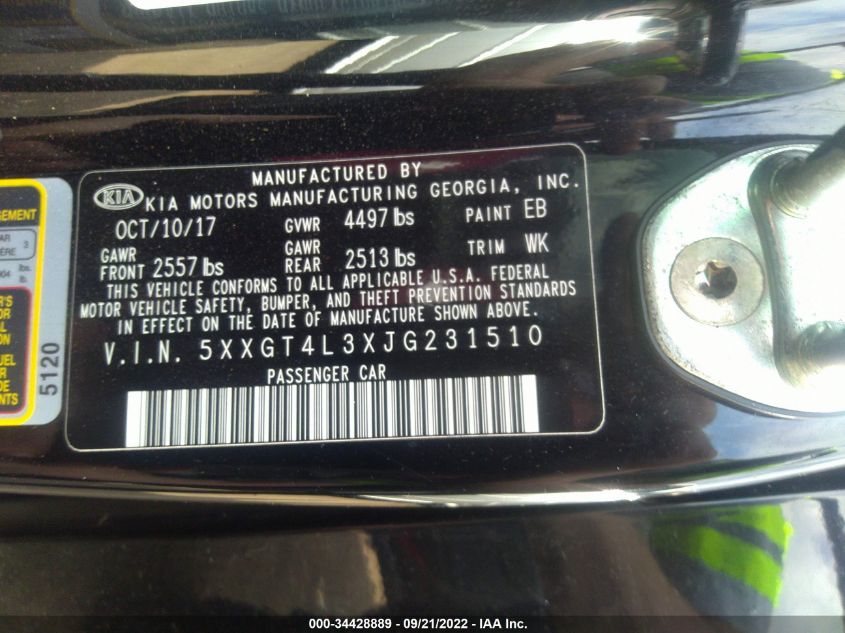 MANUFACTURED BY
KIA KIA MOTORS MANUFACTURING GEORGIA, INC.
OCT/10/17 GVWR 4497 lbs PAINT EB
GAWR FRONT 2557 lbs GAWR REAR 2513 lbs TRIM WK
THIS VEHICLE CONFORMS TO ALL APPLICABLE U.S.A. FEDERAL
MOTOR VEHICLE SAFETY, BUMPER, AND THEFT PREVENTION STANDARDS
IN EFFECT ON THE DATE OF MANUFACTURE SHOWN ABOVE.
V.I.N. 5XXGT4L3XJG231510
PASSENGER CAR
5120
000-34428889 - 09/21/2022 - IAA Inc.